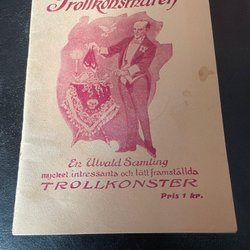 Trollkonstnären
En Utvald Samling
mycket intressanta och lätt framställda
TROLLKONSTER
Pris 1 kr.